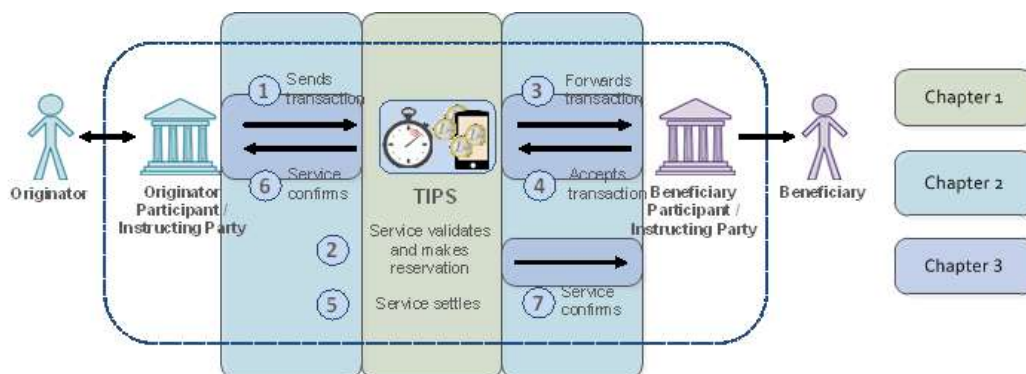 1
Sends
transaction
3
Forwards
transaction
6
Service
confirms
4
Accepts
transaction
Originator
Originator
Participant /
Instructing Party
TIPS
Beneficiary
Participant /
Instructing Party
Beneficiary
2
Service validates
and makes
reservation
5
Service settles
7
Service
confirms
Chapter 1
Chapter 2
Chapter 3